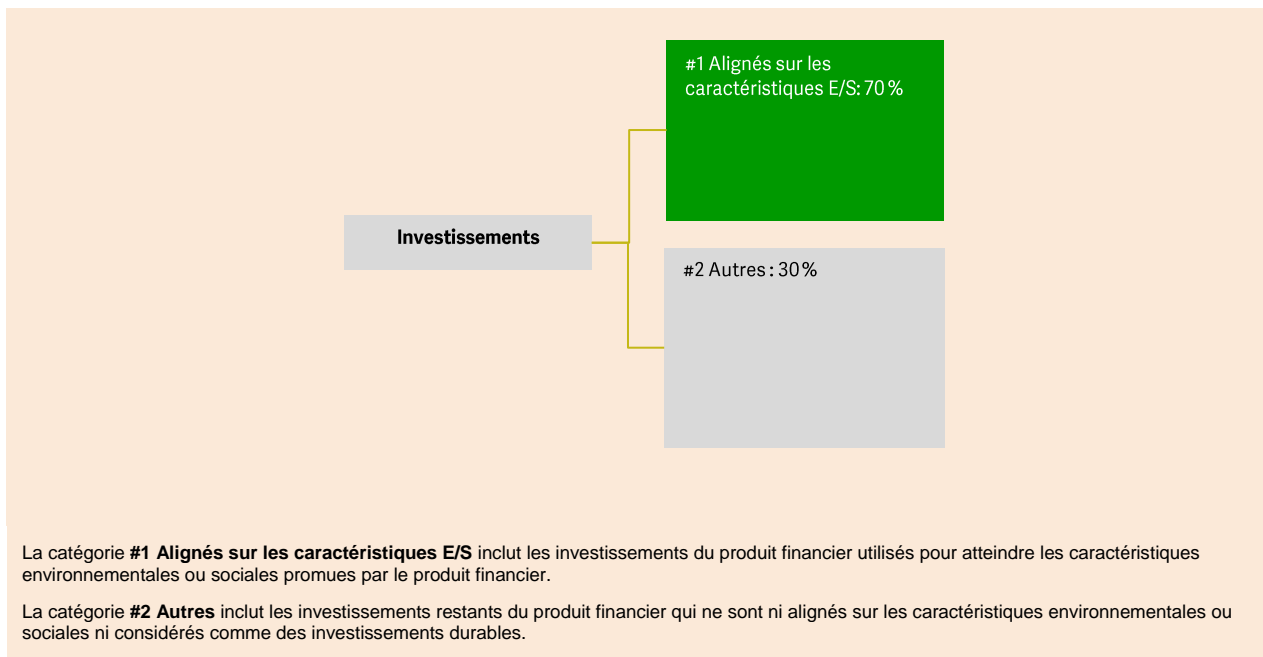 #1 Alignés sur les
caractéristiques E/S: 70 %
Investissements
#2 Autres : 30 %
La catégorie #1 Alignés sur les caractéristiques E/S inclut les investissements du produit financier utilisés pour atteindre les caractéristiques
environnementales ou sociales promues par le produit financier.
La catégorie #2 Autres inclut les investissements restants du produit financier qui ne sont ni alignés sur les caractéristiques environnementales ou
sociales ni considérés comme des investissements durables.